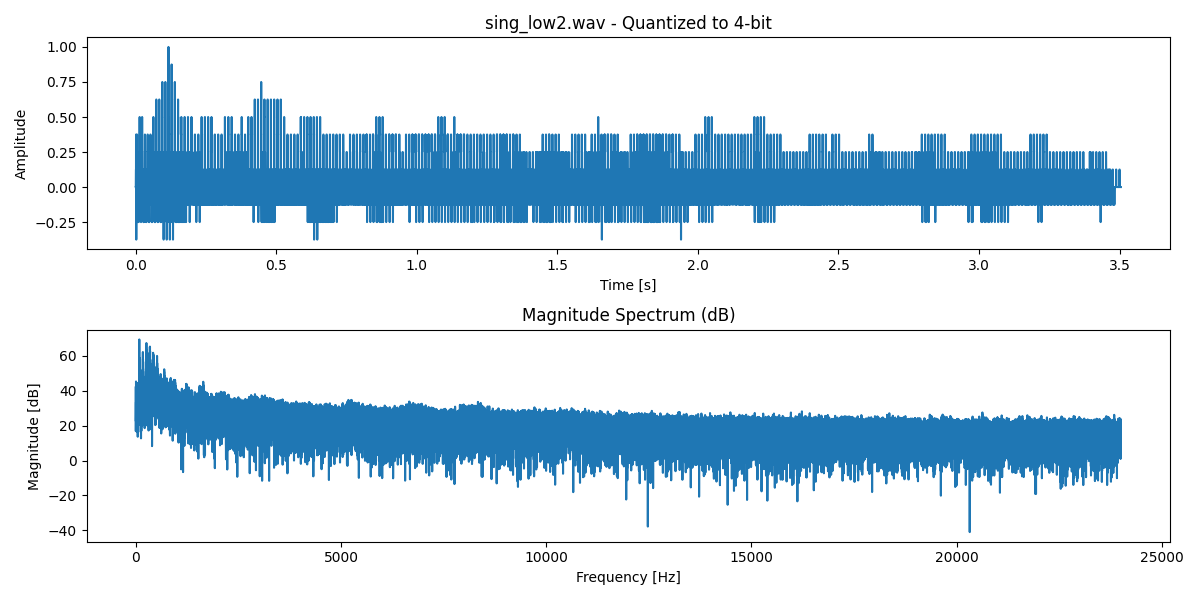 sing_low2.wav - Quantized to 4-bit
1.00
0.75
0.50
0.25
0.00
−0.25
Amplitude
0.0 0.5 1.0 1.5 2.0 2.5 3.0 3.5
Time [s]
Magnitude Spectrum (dB)
60
40
20
0
−20
−40
Magnitude [dB]
0 5000 10000 15000 20000 25000
Frequency [Hz]